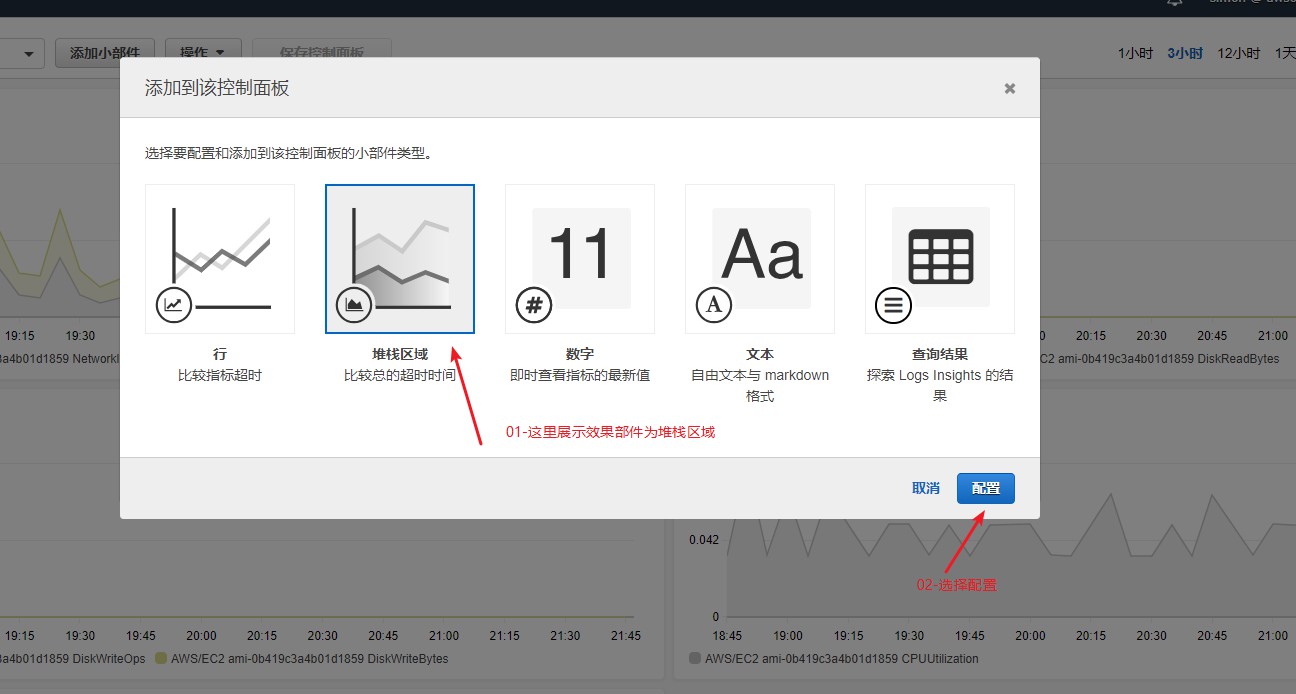 添加小部件 操作 保存控制面板 1小时 3小时 12小时 1天
添加到该控制面板
选择要配置和添加到该控制面板的小部件类型。
11
Aa
#
A
行
比较指标超时
堆栈区域
比较总的超时时间
数字
即时查看指标的最新值
文本
自由文本与 markdown
格式
查询结果
探索 Logs Insights 的结
果
19:15 19:30
20:15 20:30 20:45 21:00
3a4b01d1859
C2 ami-0b419c3a4b01d1859 DiskReadBytes
01-这里展示效果部件为堆栈区域
取消 配置
0.042
02-选择配置
0
19:15 19:30 19:45 20:00 20:15 20:30 20:45 21:00 21:15 21:30 21:45
18:45 19:00 19:15 19:30 19:45 20:00 20:15 20:30 20:45 21:00
3a4b01d1859 DiskWriteOps AWS/EC2 ami-0b419c3a4b01d1859 DiskWriteBytes
AWS/EC2 ami-0b419c3a4b01d1859 CPUUtilization